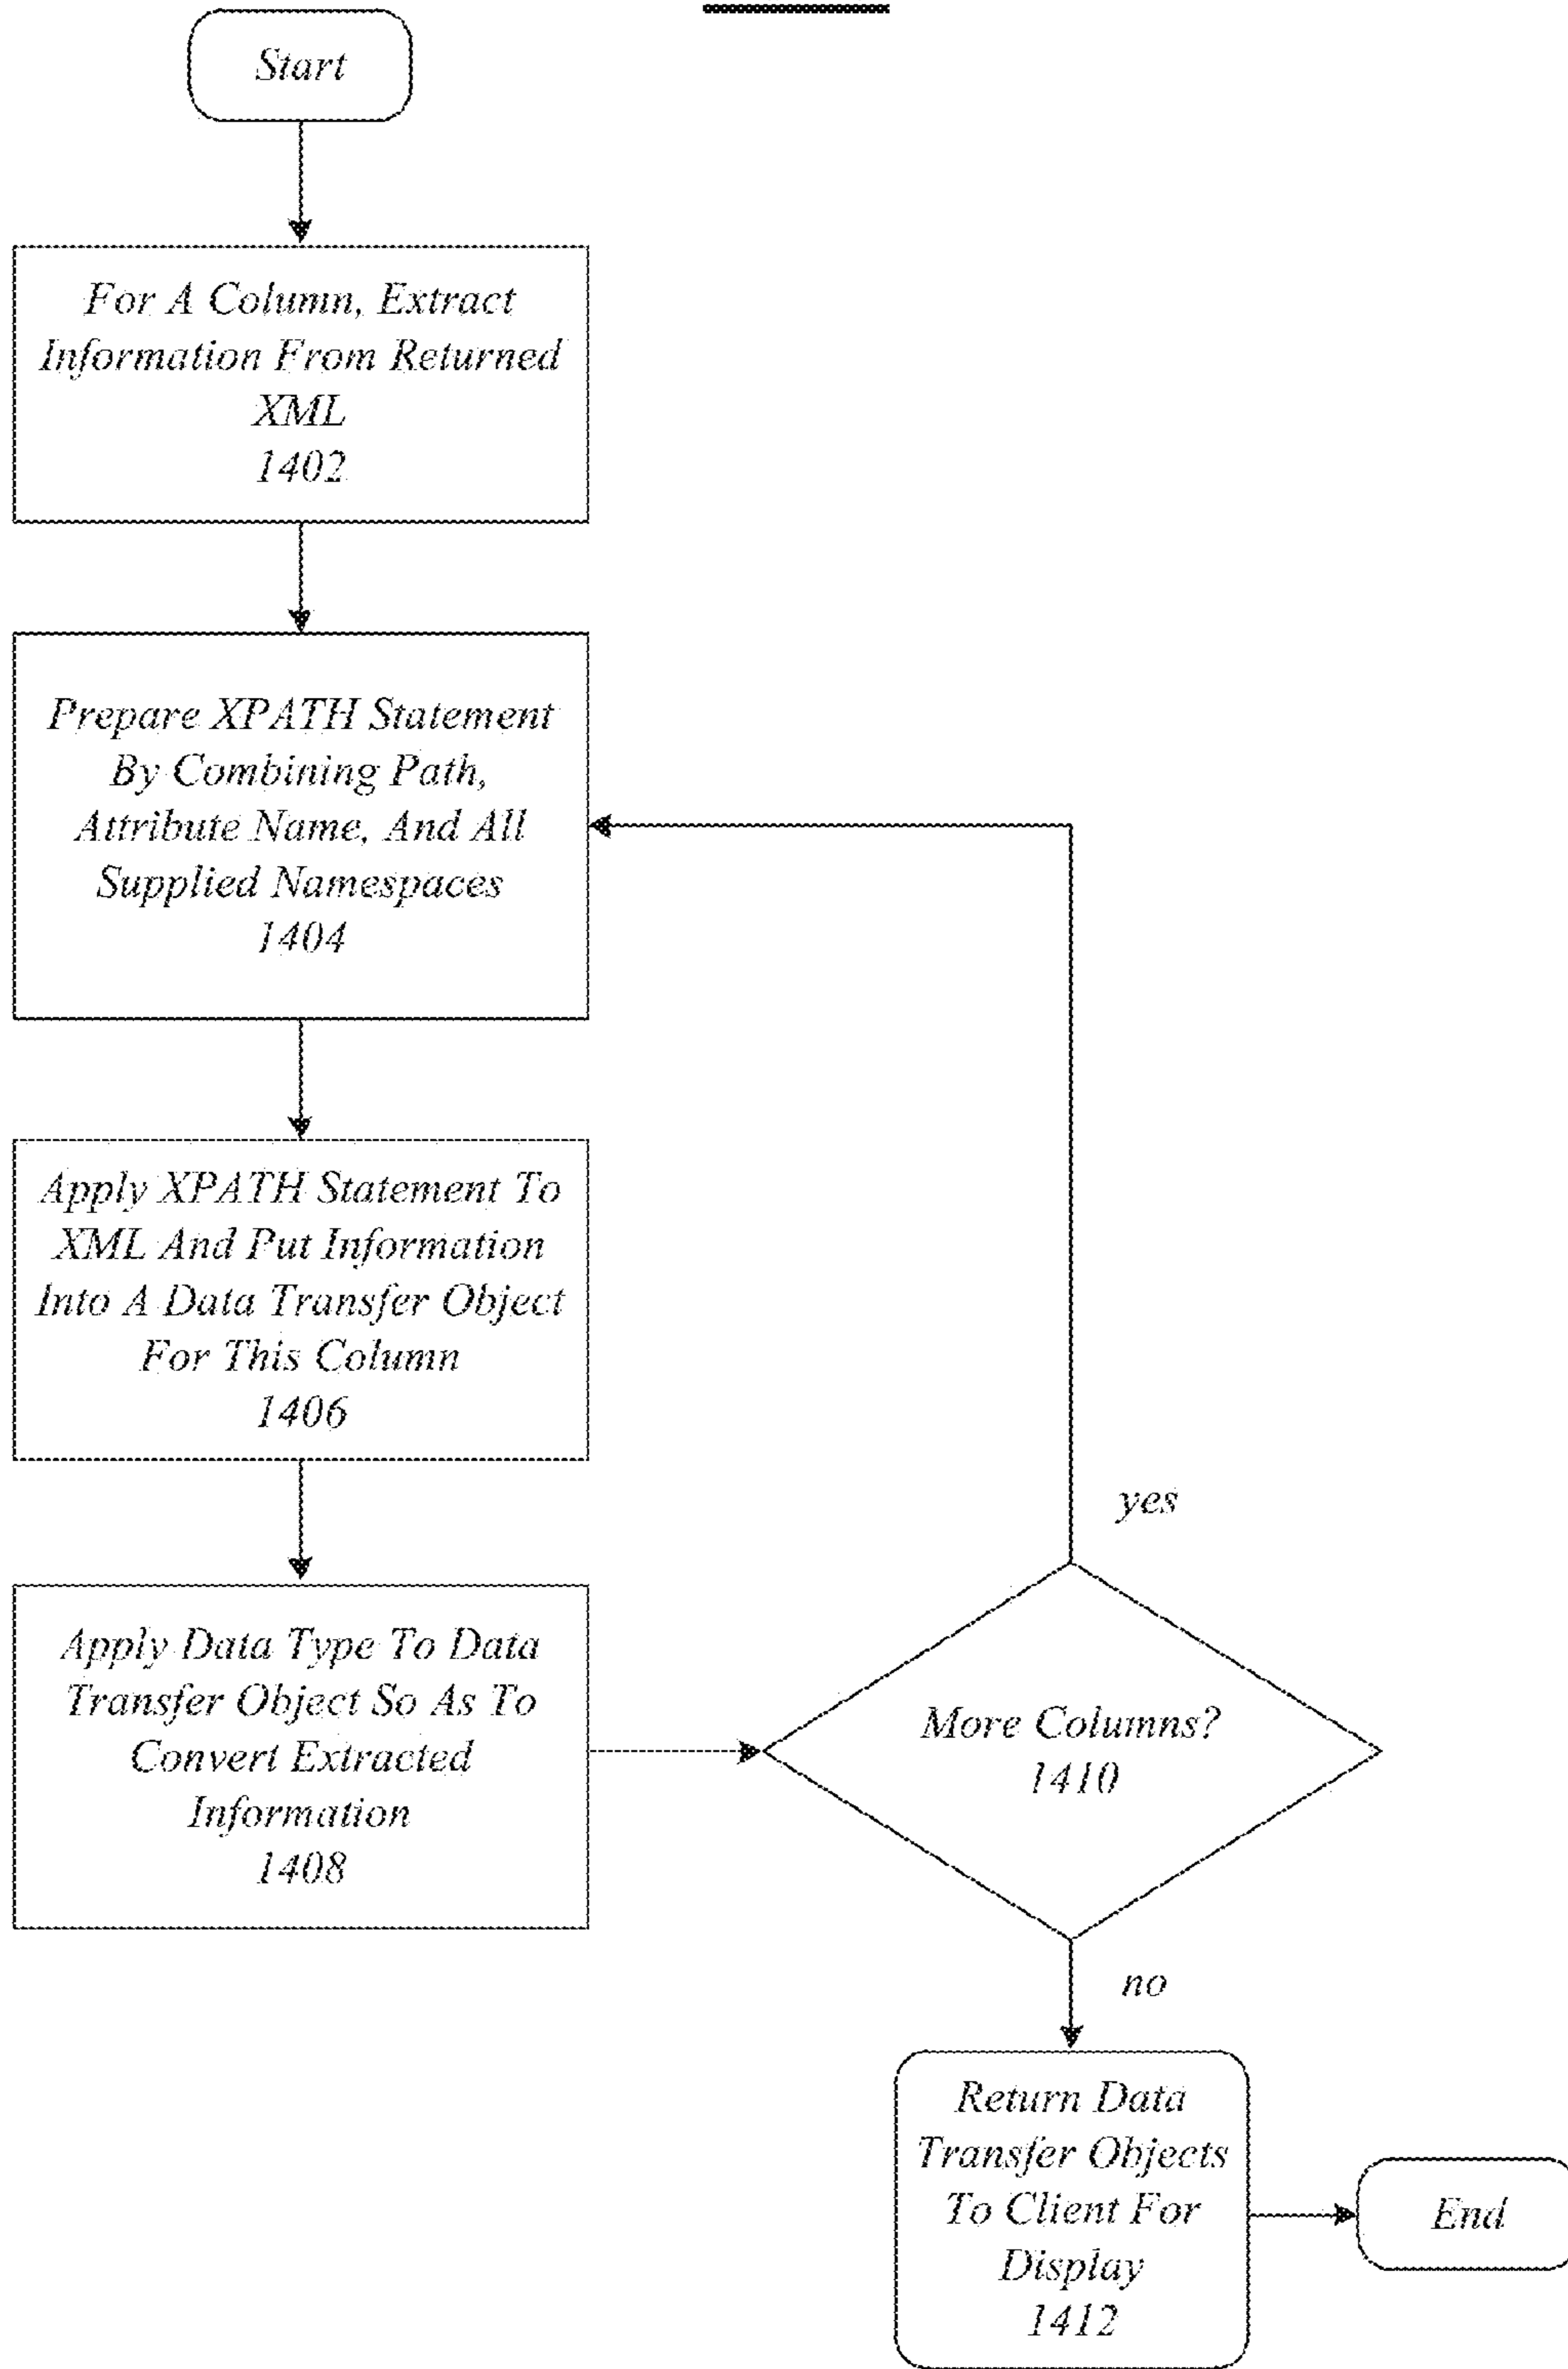 Start
For A Column, Extract
Information From Returned
XML
1402
Prepare XPATH Statement
By Combining Path,
Attribute Name, And All
Supplied Namespaces
1404
Apply XPATH Statement To
XML And Put Information
Into A Data Transfer Object
For This Column
1406
yes
Apply Data Type To Data
Transfer Object So As To
Convert Extracted
Information
1408
More Columns?
1410
no
Return Data
Transfer Objects
To Client For
Display
1412
End